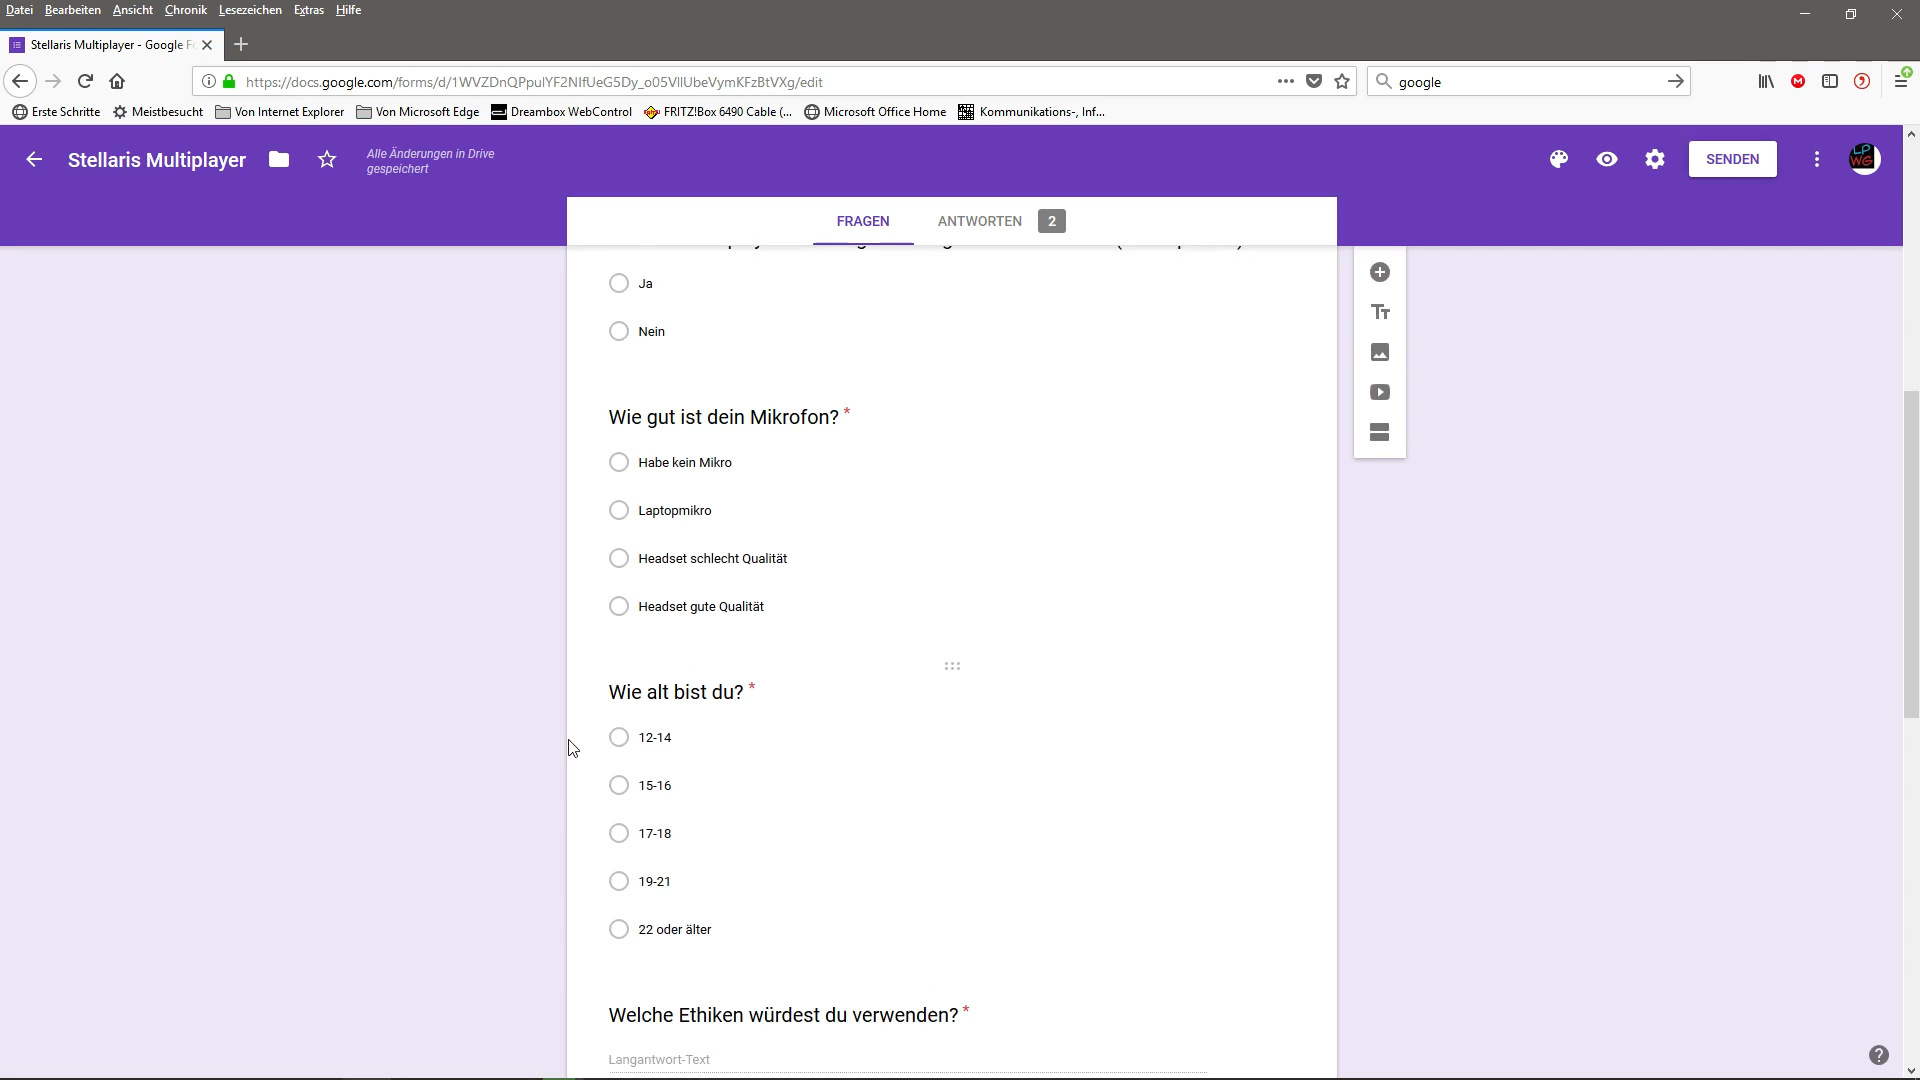 Datei Bearbeiten Ansicht Chronik Lesezeichen Extras Hilfe
Stellaris Multiplayer - Google Fo
https://docs.google.com/forms/d/1WVZDnQPpulYF2NIfUeG5Dy_o05VIlUbeVymKFzBtVXg/edit
google
Erste Schritte Meistbesucht Von Internet Explorer Von Microsoft Edge Dreambox WebControl FRITZ!Box 6490 Cable (... Microsoft Office Home Kommunikations-, Inf...
Stellaris Multiplayer
Alle Änderungen in Drive
gespeichert
SENDEN
LP
WG
FRAGEN ANTWORTEN 2
Ja
Nein
Wie gut ist dein Mikrofon? *
Habe kein Mikro
Laptopmikro
Headset schlecht Qualität
Headset gute Qualität
Wie alt bist du? *
12-14
15-16
17-18
19-21
22 oder älter
Welche Ethiken würdest du verwenden? *
Langantwort-Text